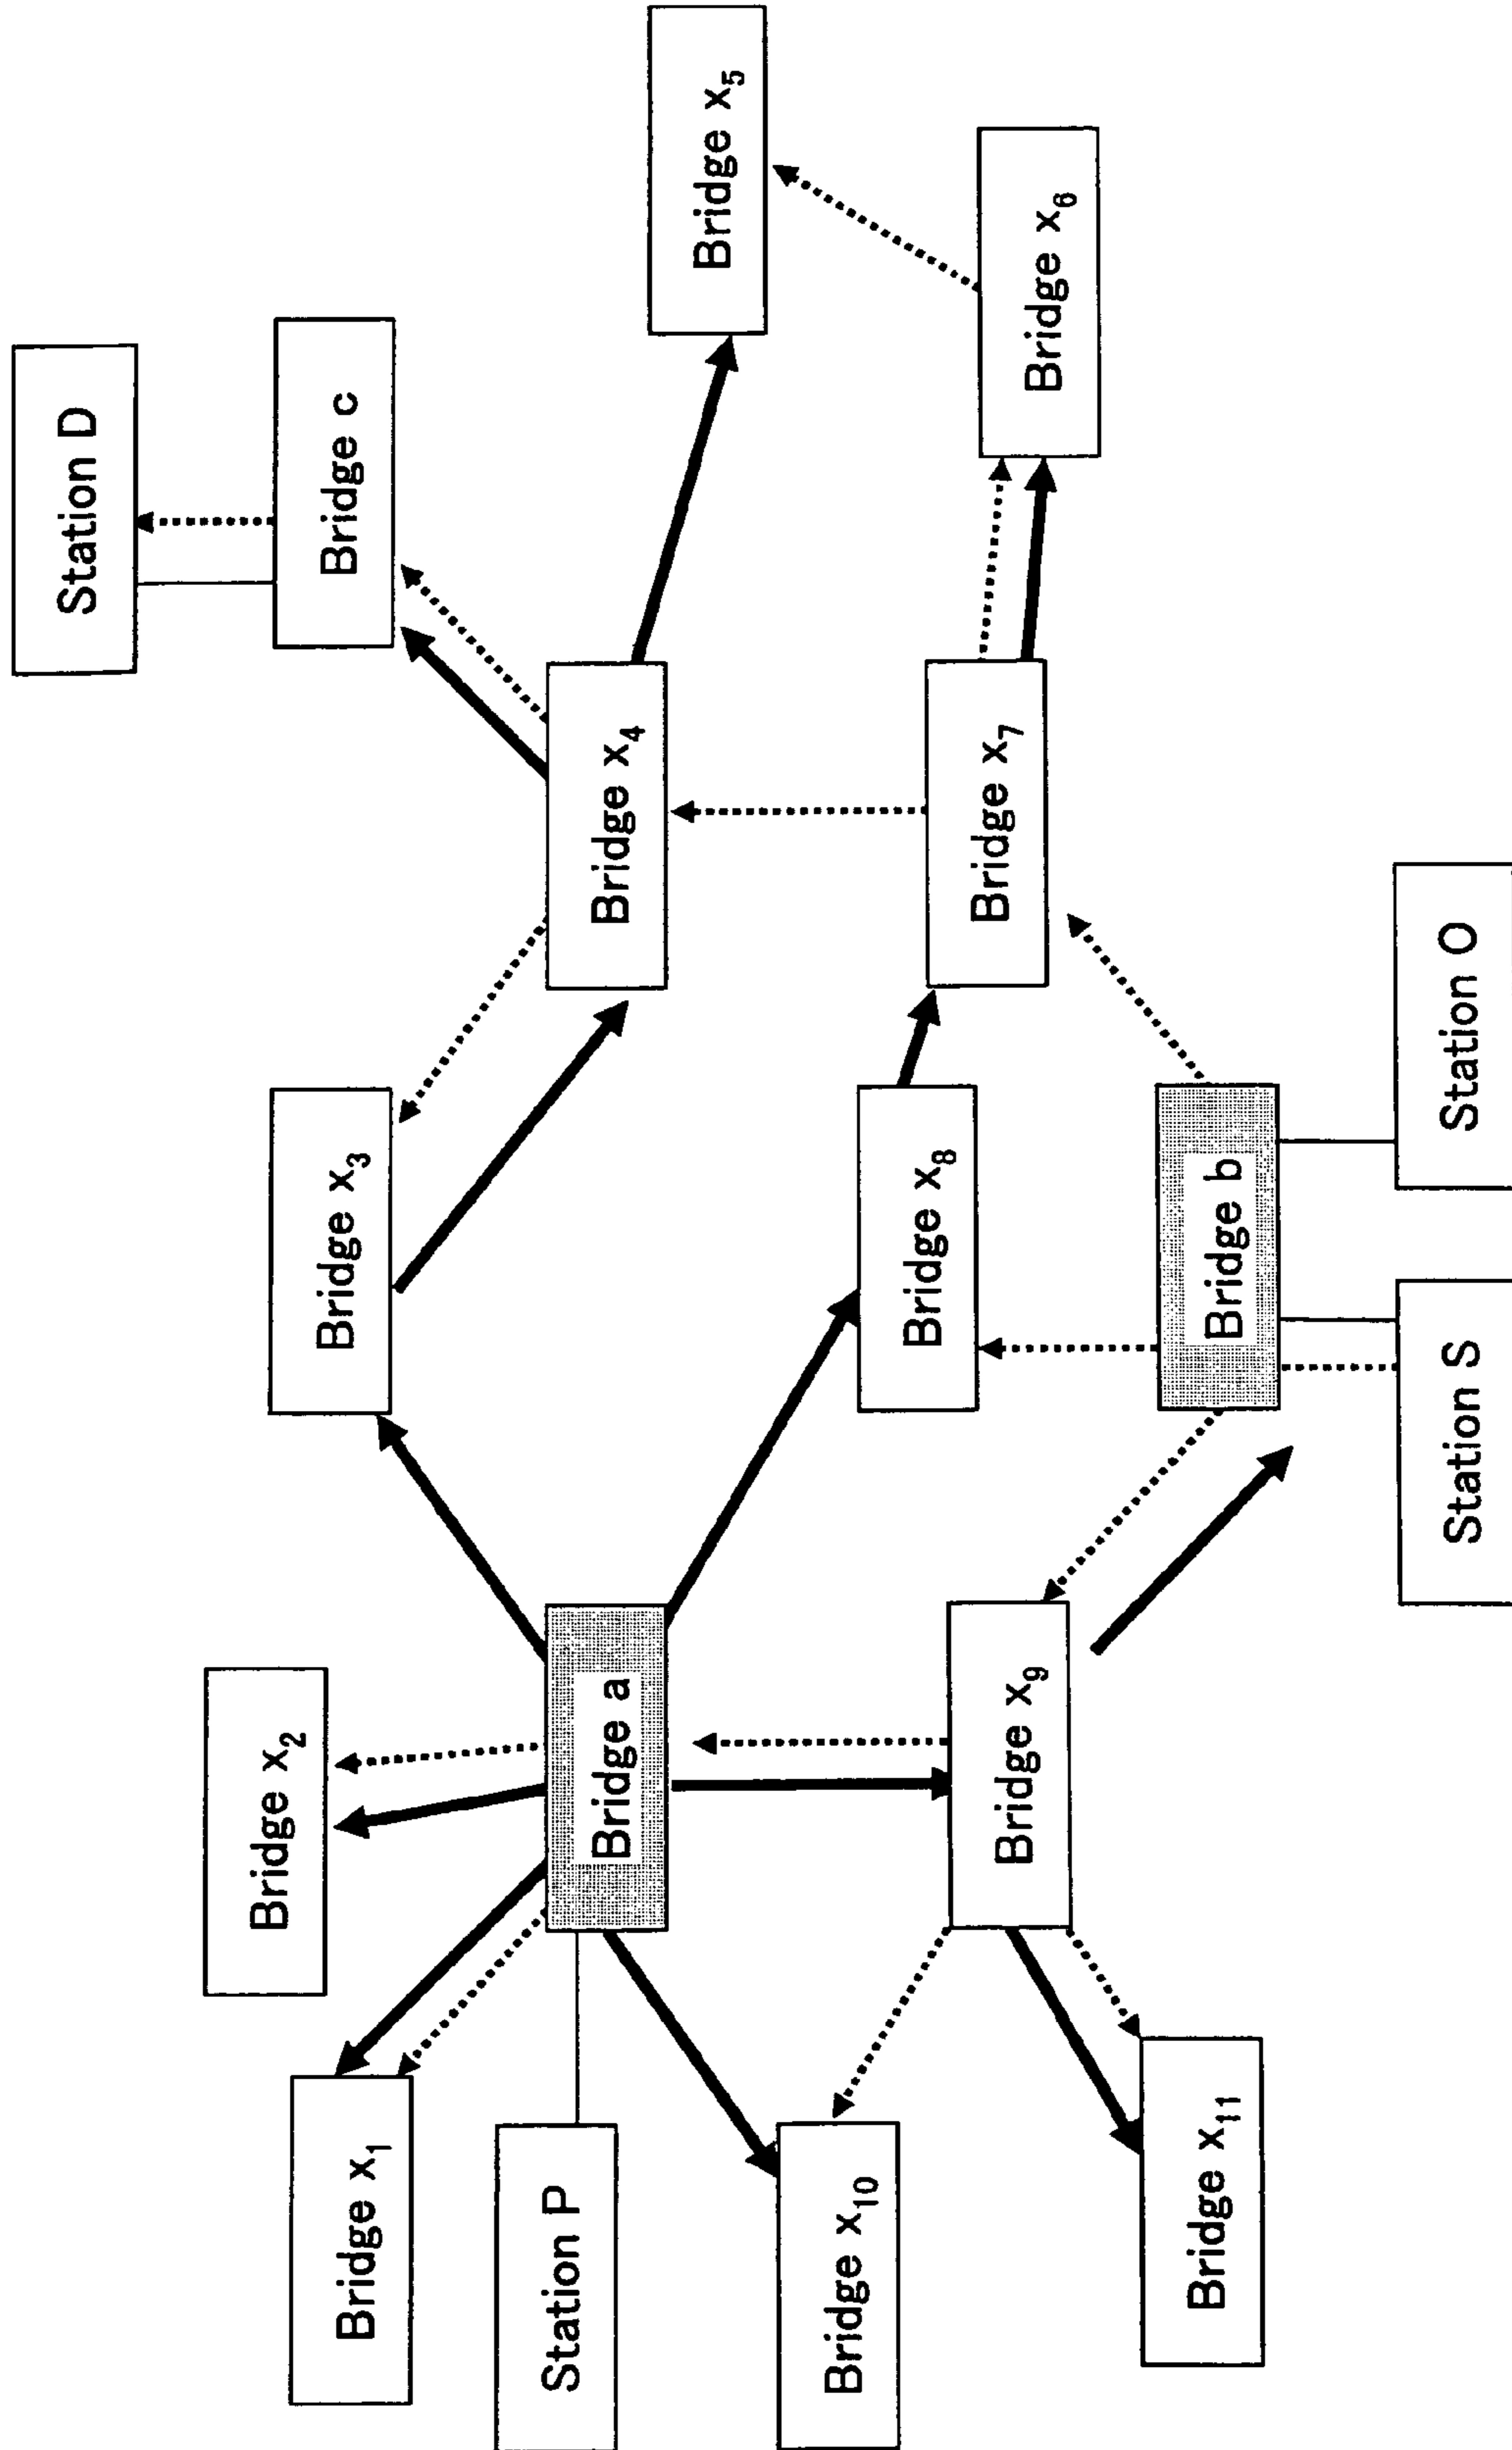 Station D
Bridge c
Bridge x5
Bridge x6
Bridge x4
Bridge x7
Bridge x3
Bridge x8
Bridge b
Station O
Station S
Bridge x2
Bridge a
Bridge x9
Bridge x1
Station P
Bridge x10
Bridge x11